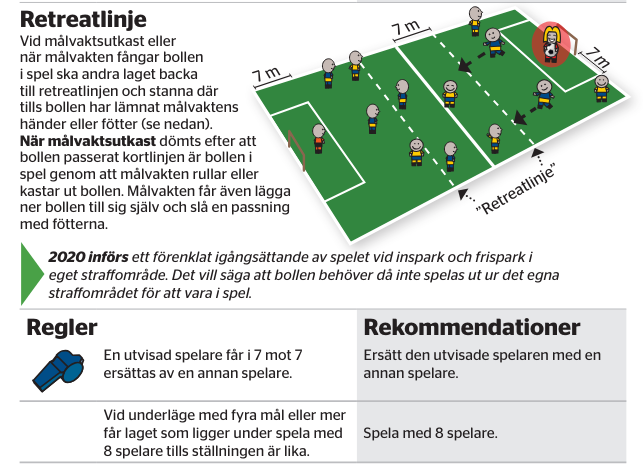 Retreatlinje
Vid målvaktsutkast eller
när målvakten fångar bollen
i spel ska andra laget backa
till retreatlinjen och stanna där
tills bollen har lämnat målvaktens
händer eller fötter (se nedan).
När målvaktsutkast dömts efter att
bollen passerat kortlinjen är bollen i
spel genom att målvakten rullar eller
kastar ut bollen. Målvakten får även lägga
ner bollen till sig själv och slå en passning
med fötterna.
7 m
7 m
7 m
"Retreatlinje"
2020 införs ett förenklat igångsättande av spelet vid inspark och frispark i
eget straffområde. Det vill säga att bollen behöver då inte spelas ut ur det egna
straffområdet för att vara i spel.
Regler
En utvisad spelare får i 7 mot 7
ersättas av en annan spelare.
Vid underläge med fyra mål eller mer
får laget som ligger under spela med
8 spelare tills ställningen är lika.
Rekommendationer
Ersätt den utvisade spelaren med en
annan spelare.
Spela med 8 spelare.